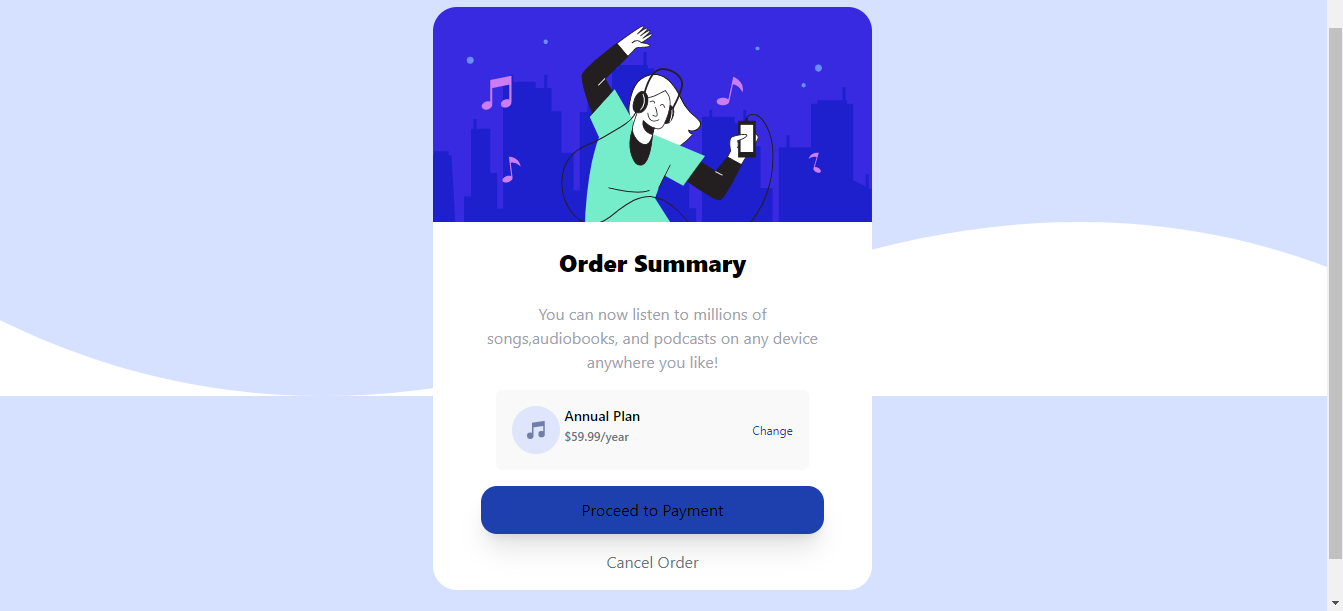 Order Summary
You can now listen to millions of
songs,audiobooks, and podcasts on any device
anywhere you like!
Annual Plan
$59.99/year
Change
Proceed to Payment
Cancel Order